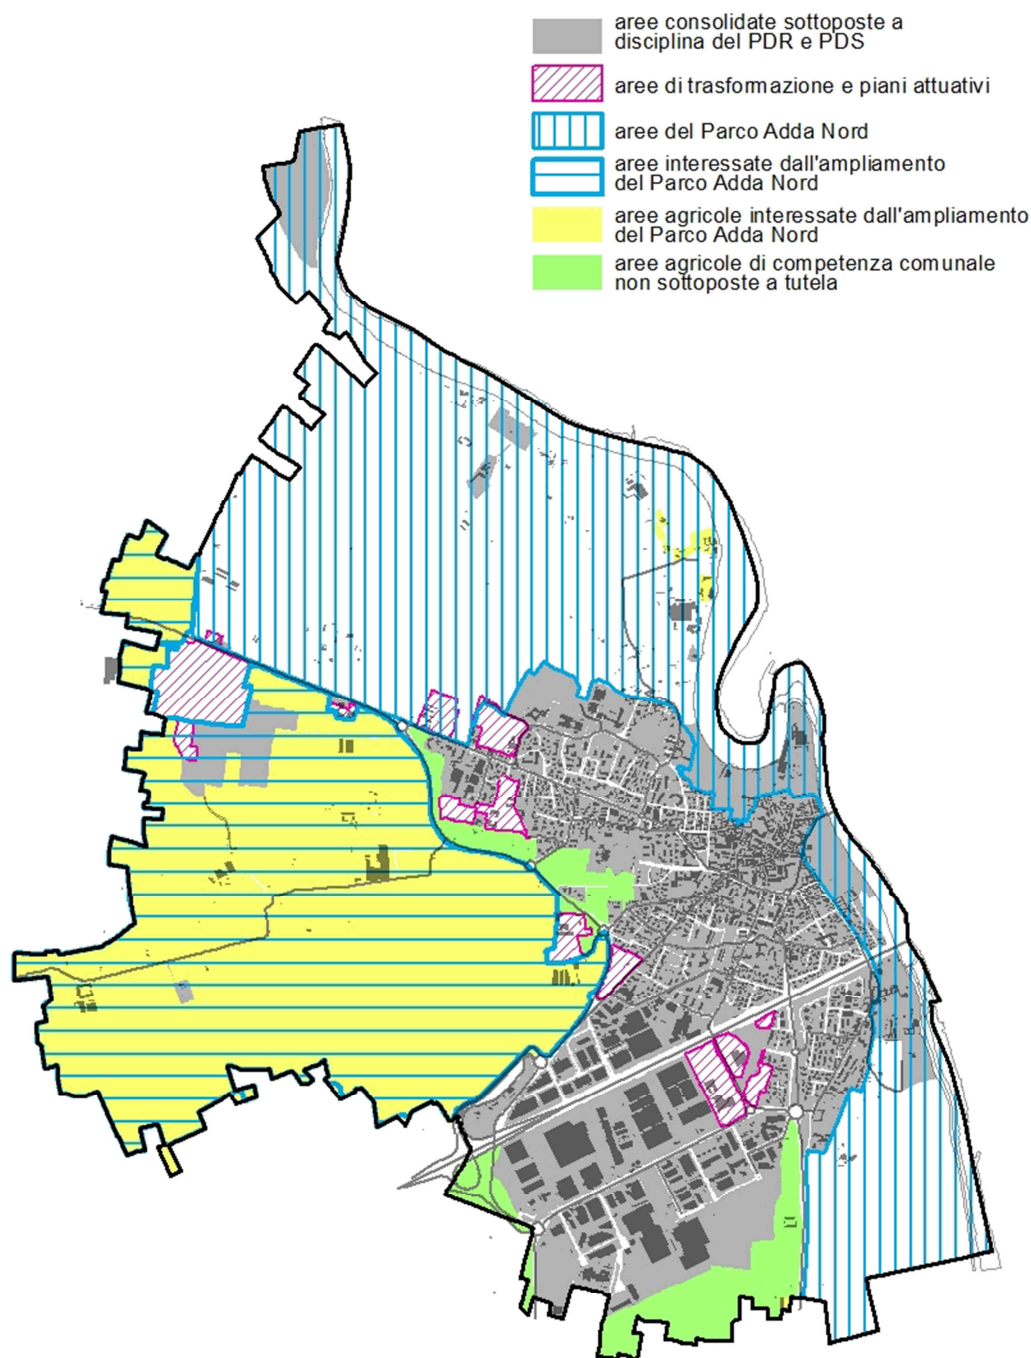 aree consolidate sottoposte a
disciplina del PDR e PDS
aree di trasformazione e piani attuativi
aree del Parco Adda Nord
aree interessate dall'ampliamento
del Parco Adda Nord
aree agricole interessate dall'ampliamento
del Parco Adda Nord
aree agricole di competenza comunale
non sottoposte a tutela